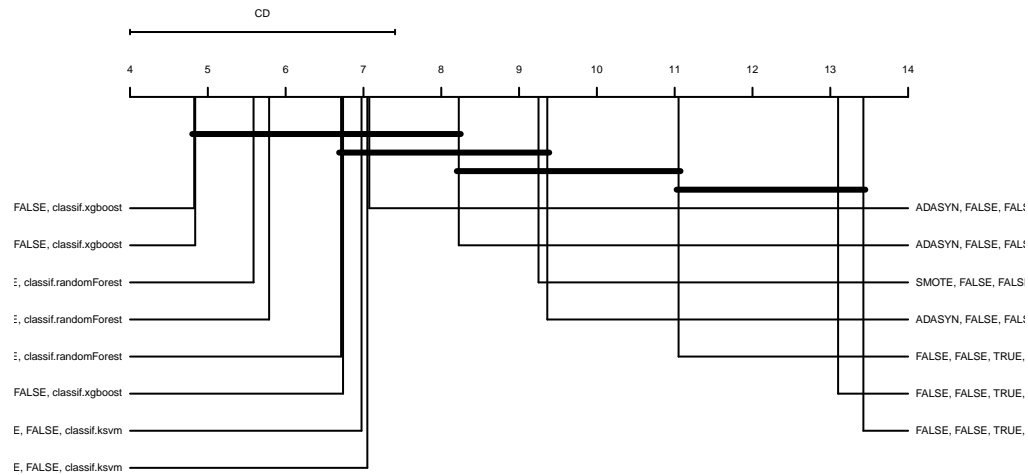 CD
4 5 6 7 8 9 10 11 12 13 14
FALSE, classif.xgboost
ADASYN, FALSE, FALS
FALSE, classif.xgboost
ADASYN, FALSE, FALS
E, classif.randomForest
SMOTE, FALSE, FALSE
E, classif.randomForest
ADASYN, FALSE, FALS
E, classif.randomForest
FALSE, FALSE, TRUE,
FALSE, classif.xgboost
FALSE, FALSE, TRUE,
E, FALSE, classif.ksvm
FALSE, FALSE, TRUE,
E, FALSE, classif.ksvm